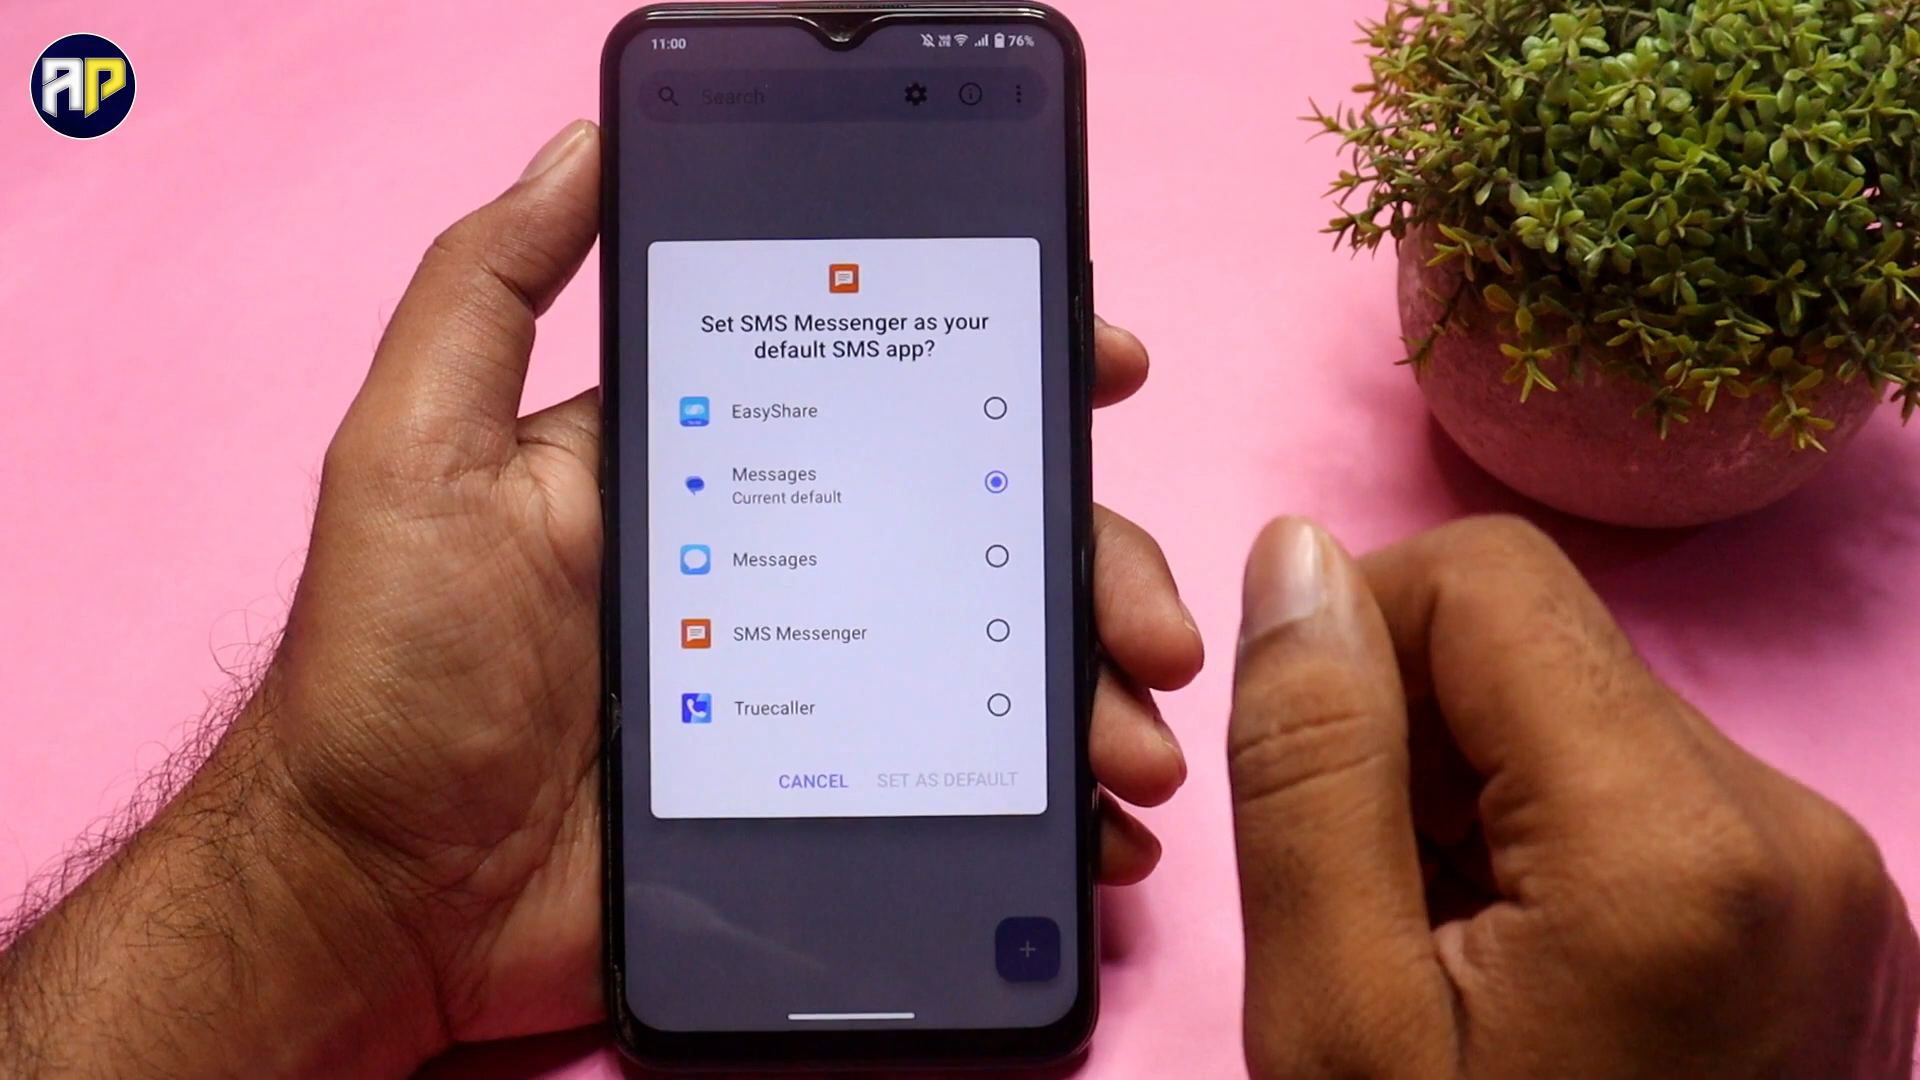 AP
11:00
76%
Search
Set SMS Messenger as your
default SMS app?
EasyShare
Messages
Current default
Messages
SMS Messenger
Truecaller
CANCEL SET AS DEFAULT